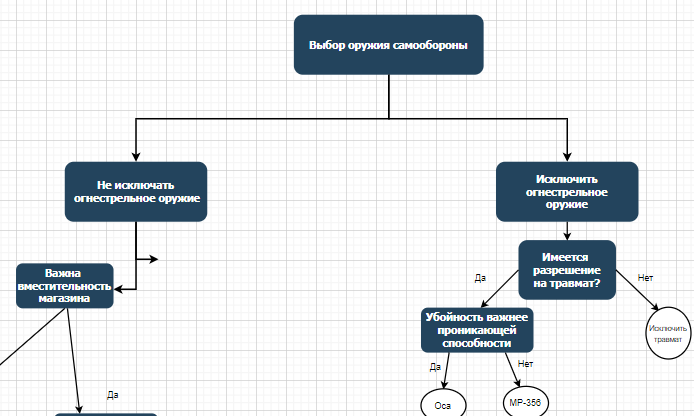 Выбор оружия самообороны
Не исключать
огнестрельное оружие
Исключить
огнестрельное
оружие
Важна
вместительность
магазина
Имеется
разрешение
на травмат?
Да
Нет
Убойность важнее
проникающей
способности
Исключить
травмат
Да
Нет
Да
Оса
МР-356